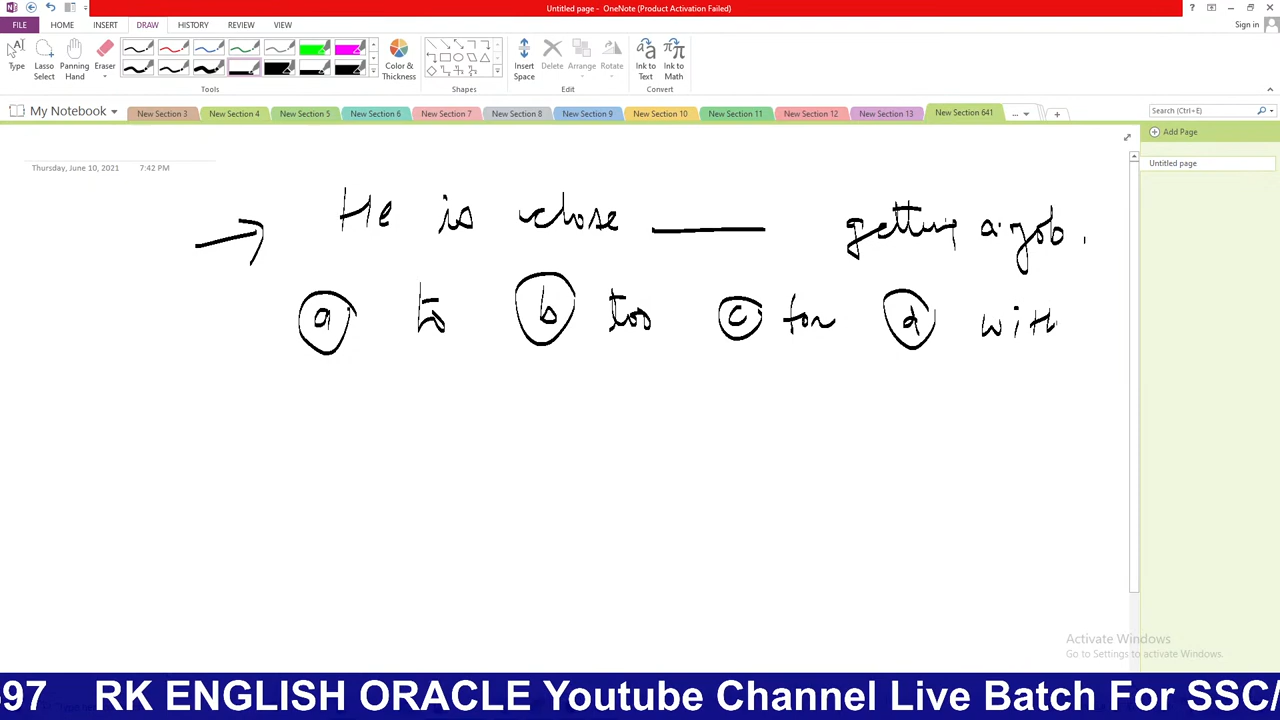 Untitled page - OneNote (Product Activation Failed)
FILE HOME INSERT DRAW HISTORY REVIEW VIEW
Sign in
Type
Lasso Select
Panning Hand
Eraser
Color & Thickness
Insert Space
Delete
Arrange
Rotate
Ink to Text
Ink to Math
Tools
Shapes
Edit
Convert
My Notebook
New Section 3 New Section 4 New Section 5 New Section 6 New Section 7 New Section 8 New Section 9 New Section 10 New Section 11 New Section 12 New Section 13 New Section 641 ...
Search (Ctrl+E)
Add Page
Untitled page
Thursday, June 10, 2021 7:42 PM
→ He is close ____ getting a job.
a to b too c for d with
Activate Windows
Go to Settings to activate Windows.
97 RK ENGLISH ORACLE Youtube Channel Live Batch For SSC/